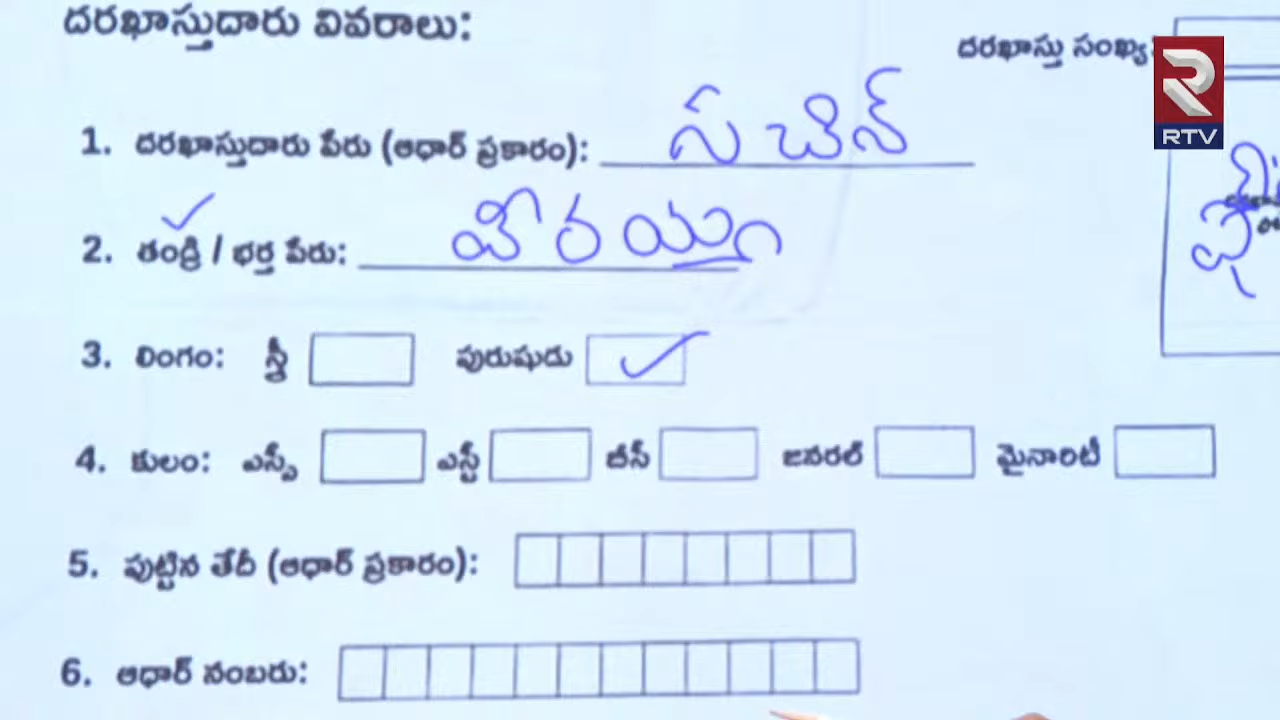 దరఖాస్తుదారు వివరాలు:
దరఖాస్తు సంఖ్య
RTV
1. దరఖాస్తుదారు పేరు (ఆధార్ ప్రకారం): సచిన్
2. తండ్రి / భర్త పేరు: వీరయ్య
3. లింగం: స్త్రీ పురుషుడు
4. కులం: ఎస్సీ ఎస్టీ బీసీ జనరల్ మైనారిటీ
5. పుట్టిన తేదీ (ఆధార్ ప్రకారం):
6. ఆధార్ నంబరు: